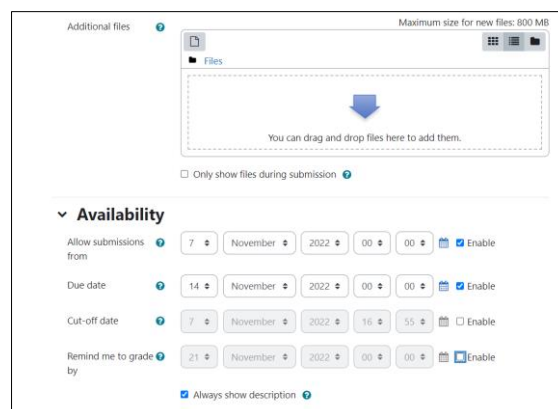 Additional files
Maximum size for new files: 800 MB
Files
You can drag and drop files here to add them.
Only show files during submission
Availability
Allow submissions from 7 November 2022 00 00 Enable
Due date 14 November 2022 00 00 Enable
Cut-off date 7 November 2022 16 55 Enable
Remind me to grade by 21 November 2022 00 00 Enable
Always show description